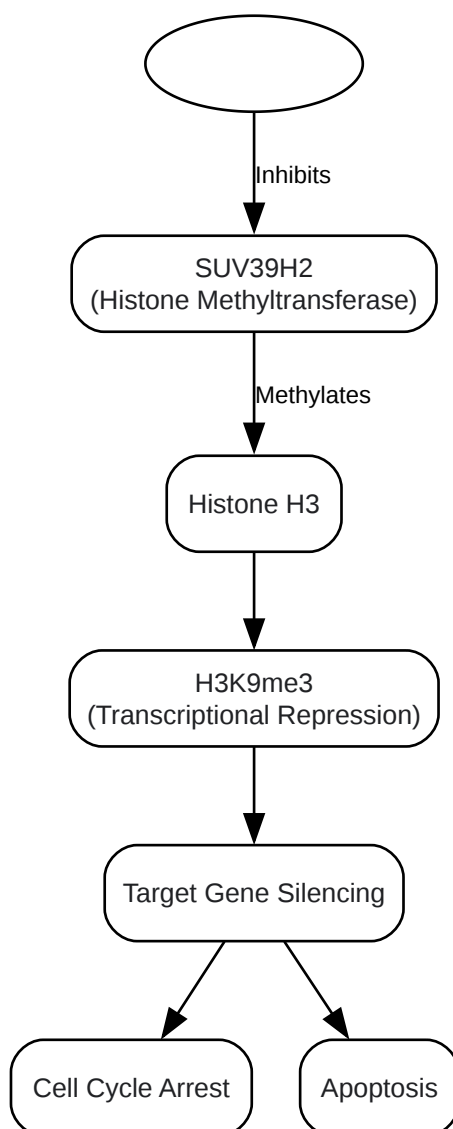 Inhibits
SUV39H2
(Histone Methyltransferase)
Methylates
Histone H3
H3K9me3
(Transcriptional Repression)
Target Gene Silencing
Cell Cycle Arrest
Apoptosis